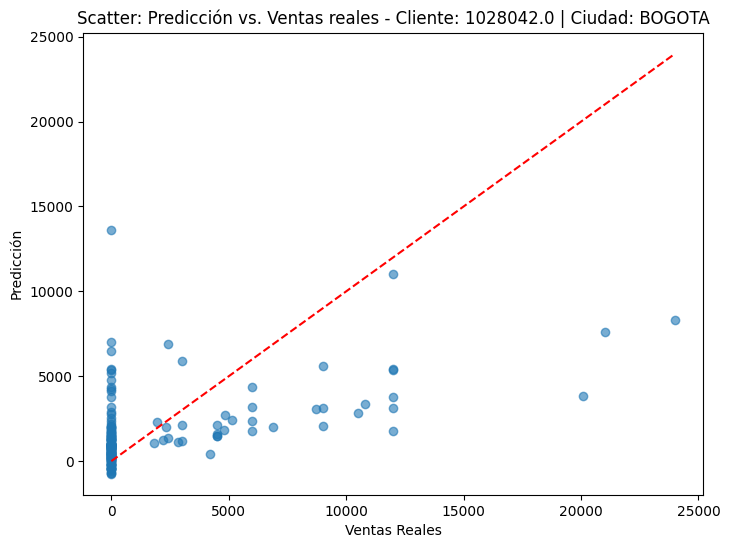 Scatter: Predicción vs. Ventas reales - Cliente: 1028042.0 | Ciudad: BOGOTA
25000
20000
15000
10000
5000
0
Predicción
0 5000 10000 15000 20000 25000
Ventas Reales